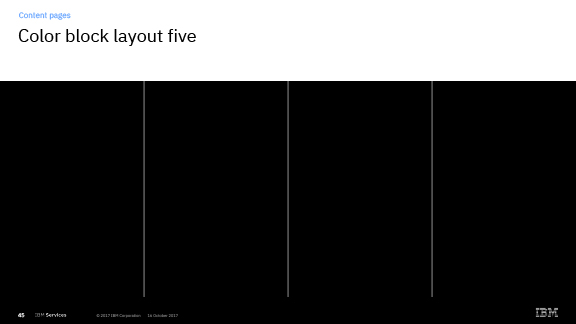 Content pages
Color block layout five
45 IBM Services © 2017 IBM Corporation 16 October 2017 IBM